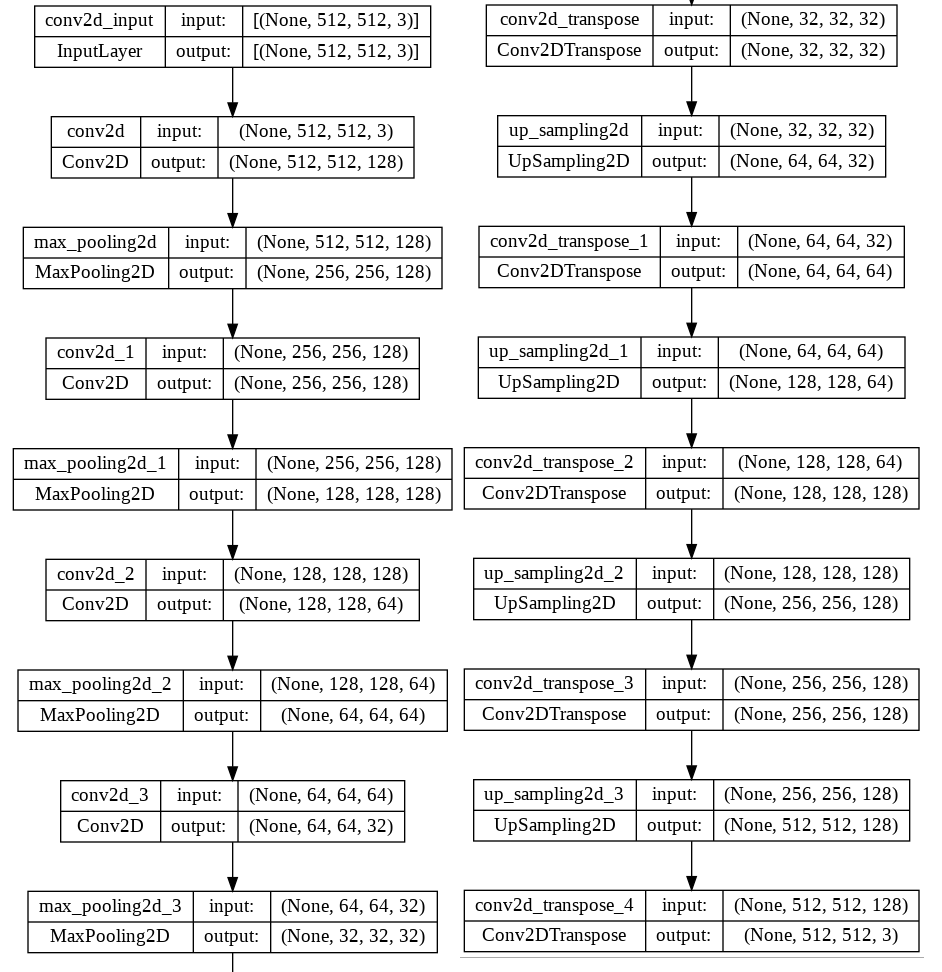 conv2d_input input: [(None, 512, 512, 3)]
InputLayer output: [(None, 512, 512, 3)]
conv2d input: (None, 512, 512, 3)
Conv2D output: (None, 512, 512, 128)
max_pooling2d input: (None, 512, 512, 128)
MaxPooling2D output: (None, 256, 256, 128)
conv2d_1 input: (None, 256, 256, 128)
Conv2D output: (None, 256, 256, 128)
max_pooling2d_1 input: (None, 256, 256, 128)
MaxPooling2D output: (None, 128, 128, 128)
conv2d_2 input: (None, 128, 128, 128)
Conv2D output: (None, 128, 128, 64)
max_pooling2d_2 input: (None, 128, 128, 64)
MaxPooling2D output: (None, 64, 64, 64)
conv2d_3 input: (None, 64, 64, 64)
Conv2D output: (None, 64, 64, 32)
max_pooling2d_3 input: (None, 64, 64, 32)
MaxPooling2D output: (None, 32, 32, 32)
conv2d_transpose input: (None, 32, 32, 32)
Conv2DTranspose output: (None, 32, 32, 32)
up_sampling2d input: (None, 32, 32, 32)
UpSampling2D output: (None, 64, 64, 32)
conv2d_transpose_1 input: (None, 64, 64, 32)
Conv2DTranspose output: (None, 64, 64, 64)
up_sampling2d_1 input: (None, 64, 64, 64)
UpSampling2D output: (None, 128, 128, 64)
conv2d_transpose_2 input: (None, 128, 128, 64)
Conv2DTranspose output: (None, 128, 128, 128)
up_sampling2d_2 input: (None, 128, 128, 128)
UpSampling2D output: (None, 256, 256, 128)
conv2d_transpose_3 input: (None, 256, 256, 128)
Conv2DTranspose output: (None, 256, 256, 128)
up_sampling2d_3 input: (None, 256, 256, 128)
UpSampling2D output: (None, 512, 512, 128)
conv2d_transpose_4 input: (None, 512, 512, 128)
Conv2DTranspose output: (None, 512, 512, 3)